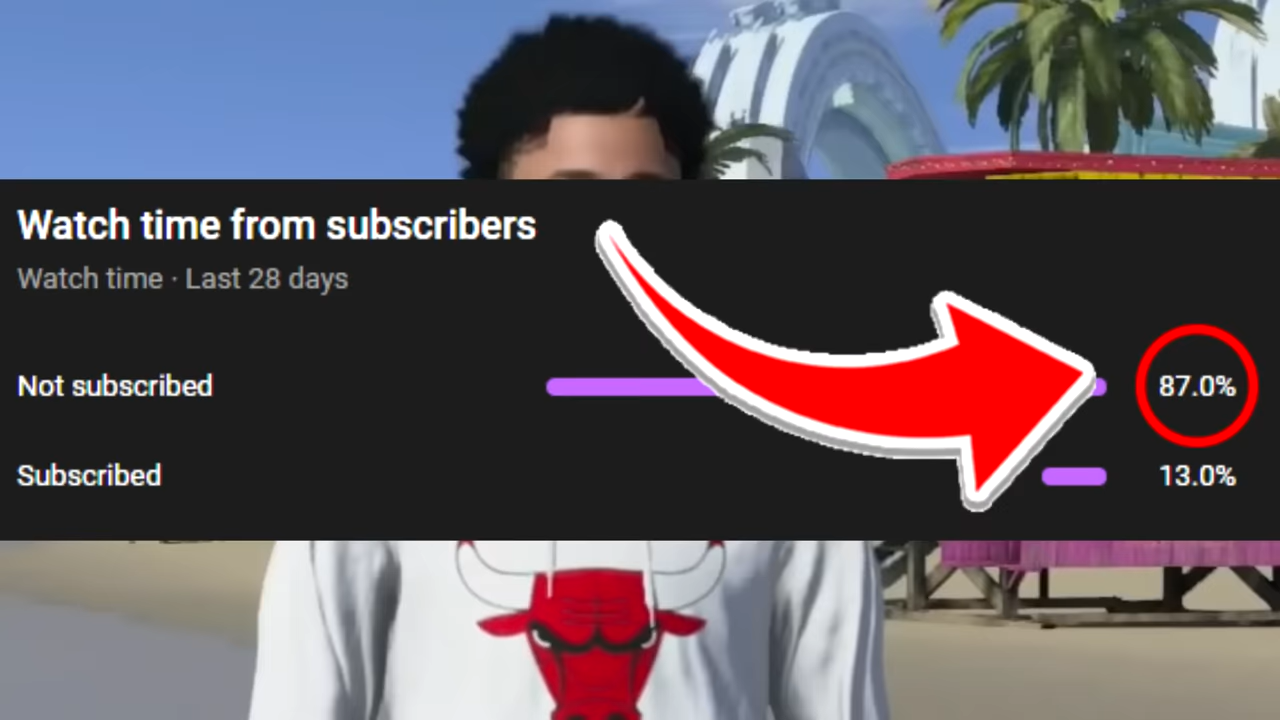 Watch time from subscribers
Watch time · Last 28 days
Not subscribed 87.0%
Subscribed 13.0%